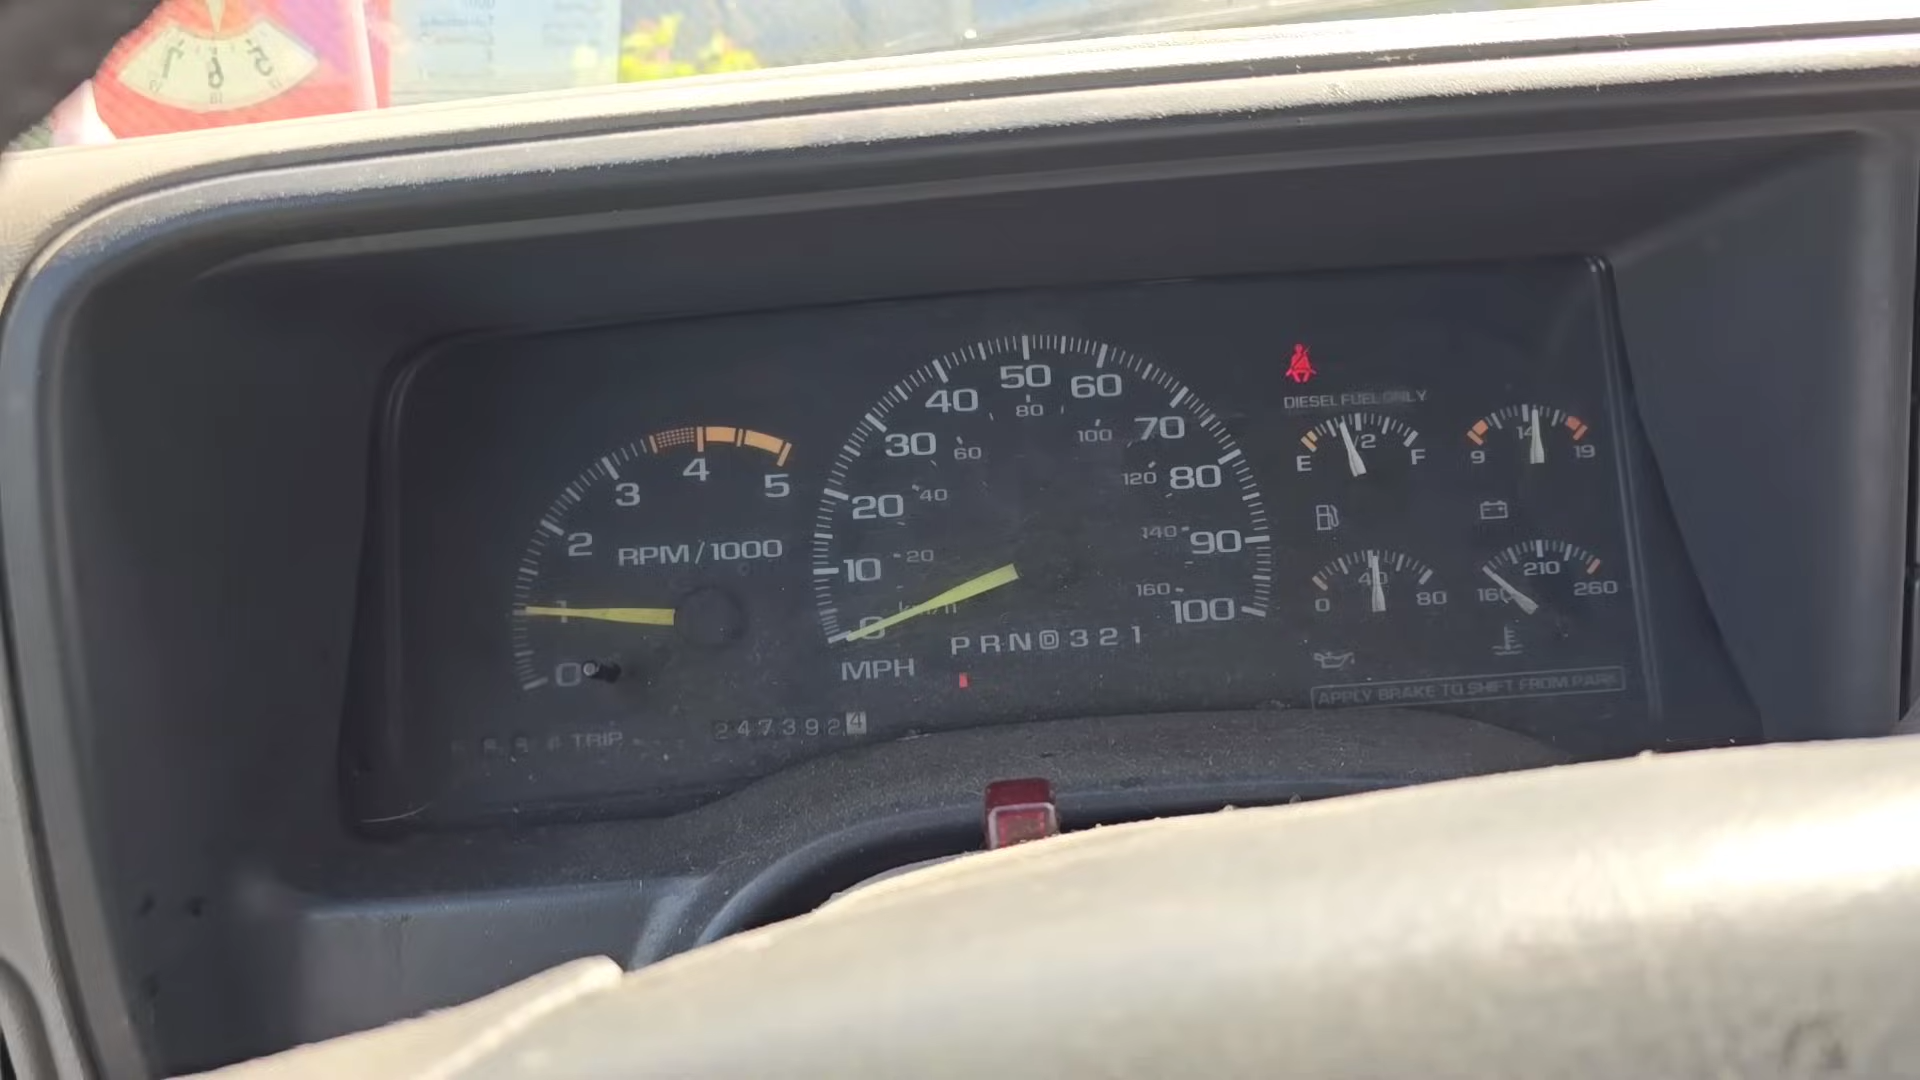 50
40 60
80
30 70
60 100
4
5
3
80
120
20
40
2
RPM/1000
90
140
10
20
1
km/h
160
100
0
0
MPH
P R N D 3 2 1
TRIP
2473924
DIESEL FUEL ONLY
E 1/2 F
9 14 19
0 40 80
160 210 260
APPLY BRAKE TO SHIFT FROM PARK